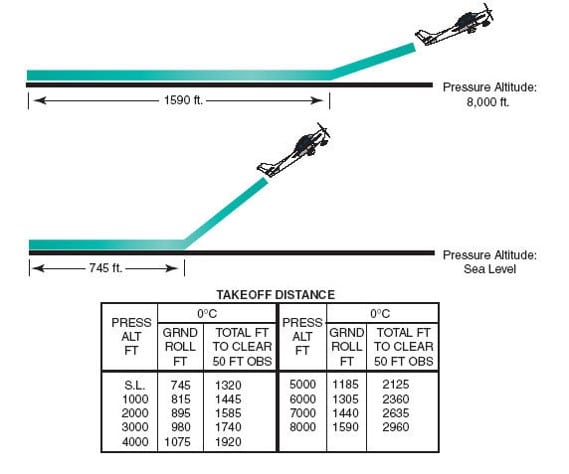 1590 ft.
Pressure Altitude:
8,000 ft.
745 ft.
Pressure Altitude:
Sea Level
TAKEOFF DISTANCE
PRESS ALT FT 0°C PRESS ALT FT 0°C
GRND ROLL FT TOTAL FT TO CLEAR 50 FT OBS GRND ROLL FT TOTAL FT TO CLEAR 50 FT OBS
S.L. 745 1320 5000 1185 2125
1000 815 1445 6000 1305 2360
2000 895 1585 7000 1440 2635
3000 980 1740 8000 1590 2960
4000 1075 1920